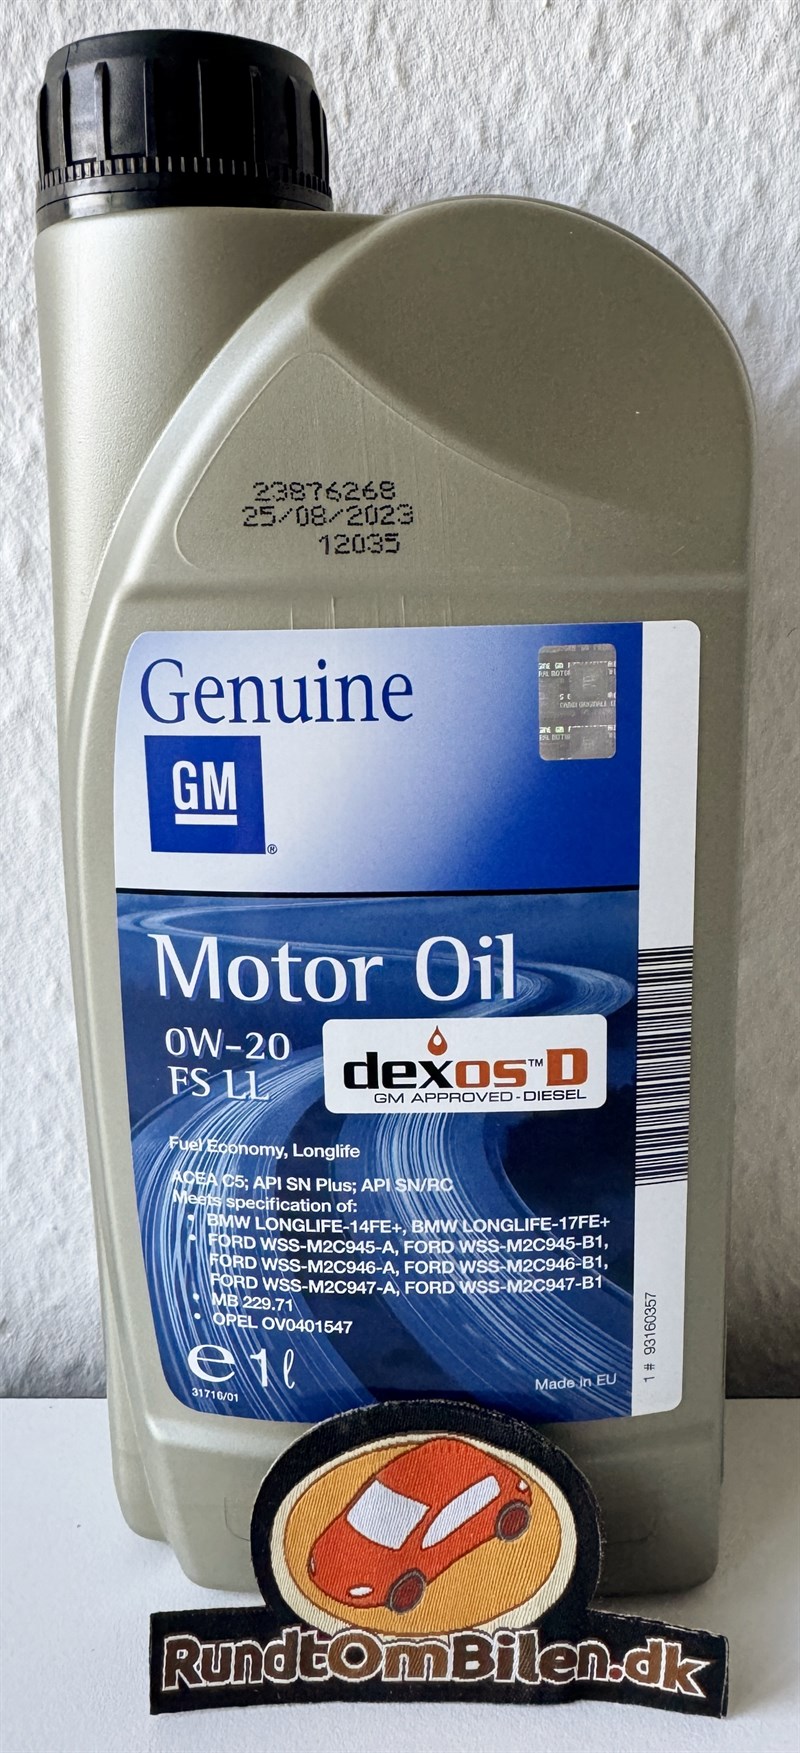 23876268
25/08/2023
12035
Genuine
GM
®
Motor Oil
0W-20
FS LL
dexos™ D
GM APPROVED - DIESEL
Fuel Economy, Longlife
ACEA C5; API SN Plus; API SN/RC
Meets specification of:
• BMW LONGLIFE-14FE+, BMW LONGLIFE-17FE+
• FORD WSS-M2C945-A, FORD WSS-M2C945-B1,
FORD WSS-M2C946-A, FORD WSS-M2C946-B1,
FORD WSS-M2C947-A, FORD WSS-M2C947-B1
• MB 229.71
• OPEL OV0401547
e 1 ℓ
31716/01
Made in EU
1 # 93160357
RundtOmBilen.dk